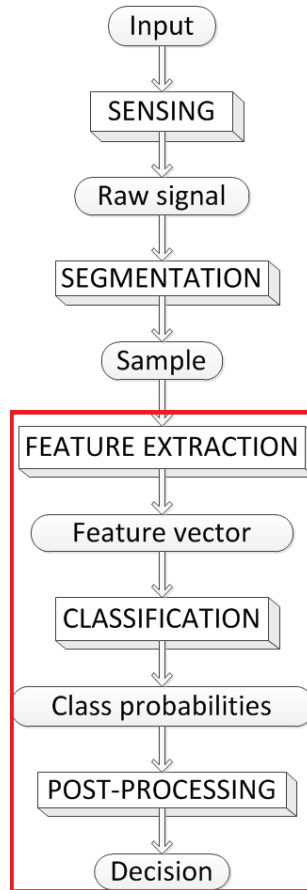 Input
SENSING
Raw signal
SEGMENTATION
Sample
FEATURE EXTRACTION
Feature vector
CLASSIFICATION
Class probabilities
POST-PROCESSING
Decision